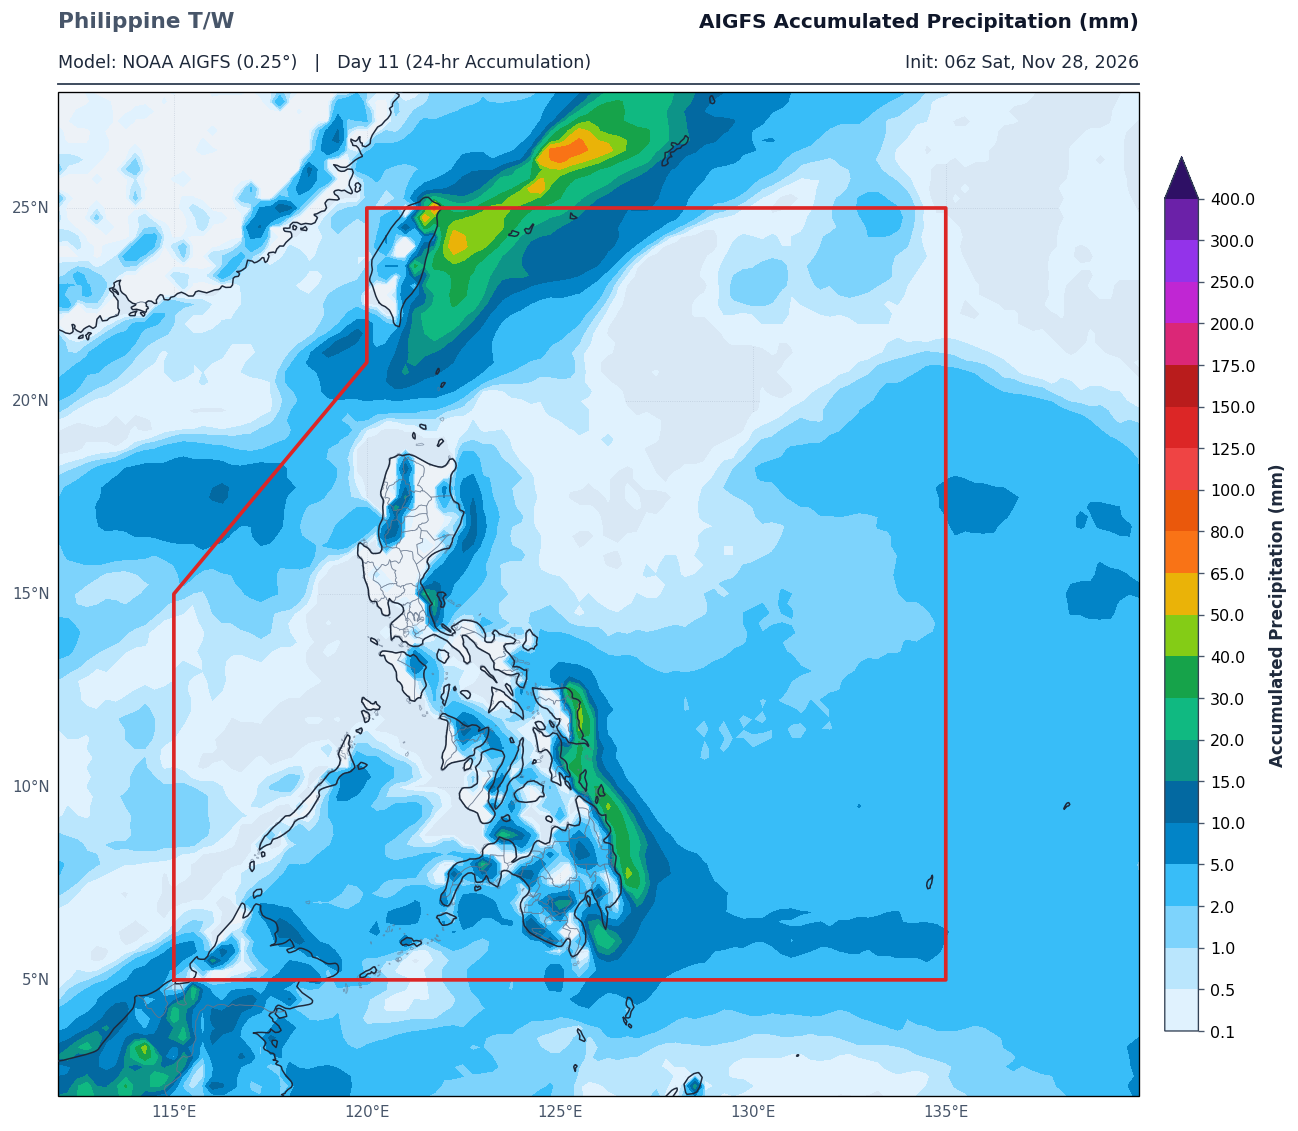 Philippine T/W
AIGFS Accumulated Precipitation (mm)
Model: NOAA AIGFS (0.25°)   |   Day 11 (24-hr Accumulation)
Init: 06z Sat, Nov 28, 2026
25°N
20°N
15°N
10°N
5°N
115°E
120°E
125°E
130°E
135°E
400.0
300.0
250.0
200.0
175.0
150.0
125.0
100.0
80.0
65.0
50.0
40.0
30.0
20.0
15.0
10.0
5.0
2.0
1.0
0.5
0.1
Accumulated Precipitation (mm)